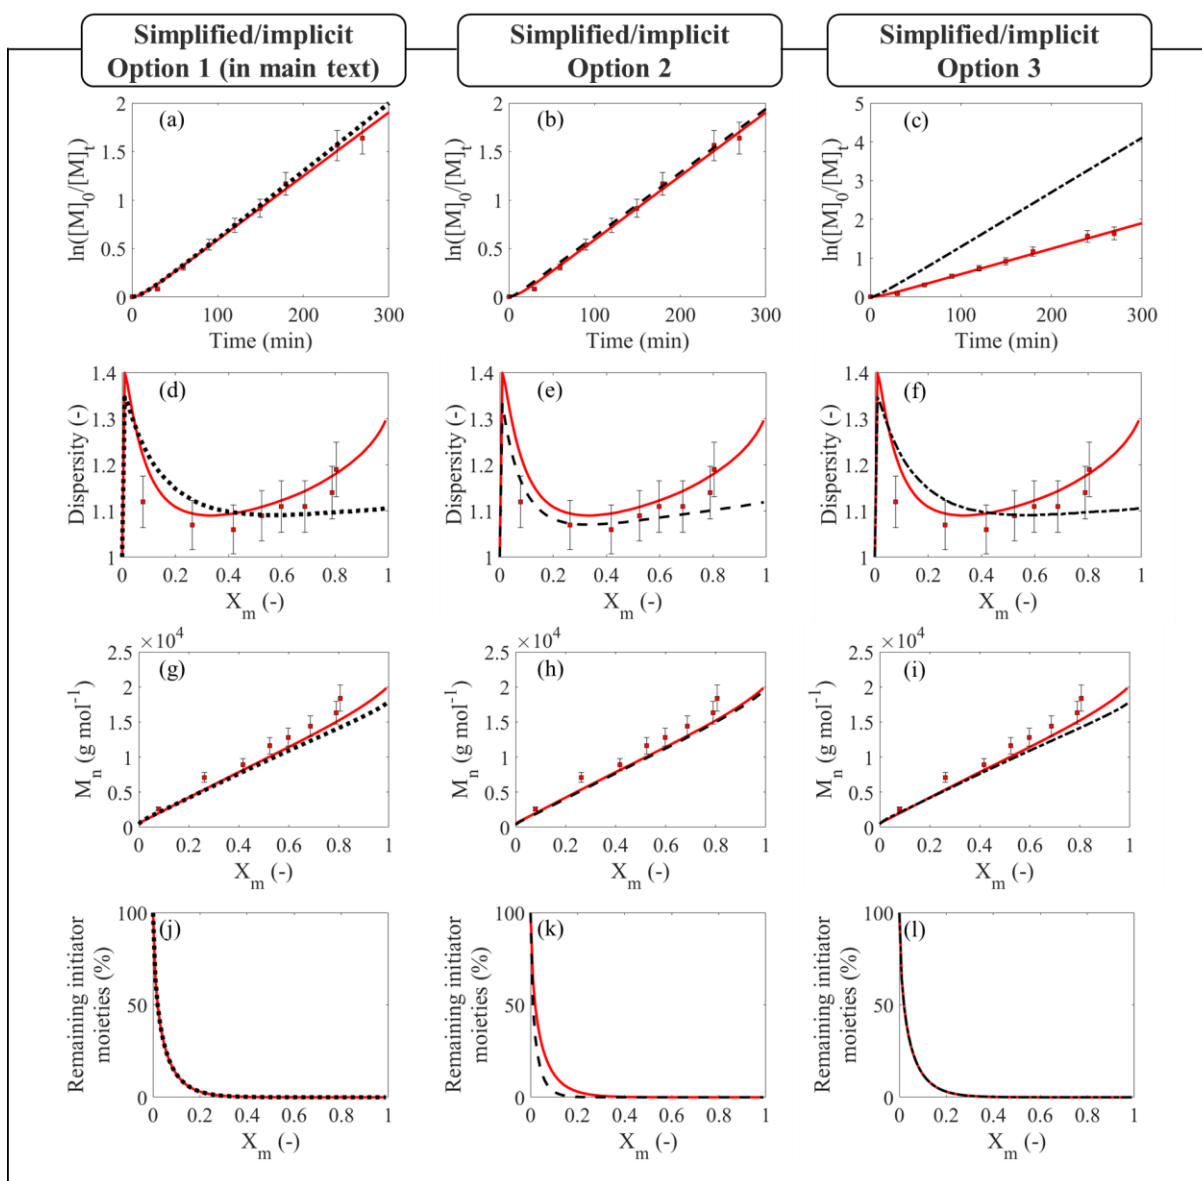 Simplified/implicit
Option 1 (in main text)
Simplified/implicit
Option 2
Simplified/implicit
Option 3
(a)
ln([M]₀/[M]ₜ)
2
1.5
1
0.5
0
0 100 200 300
Time (min)
(b)
ln([M]₀/[M]ₜ)
2
1.5
1
0.5
0
0 100 200 300
Time (min)
(c)
ln([M]₀/[M]ₜ)
5
4
3
2
1
0
0 100 200 300
Time (min)
(d)
Dispersity (-)
1.4
1.3
1.2
1.1
1
0 0.2 0.4 0.6 0.8 1
Xₘ (-)
(e)
Dispersity (-)
1.4
1.3
1.2
1.1
1
0 0.2 0.4 0.6 0.8 1
Xₘ (-)
(f)
Dispersity (-)
1.4
1.3
1.2
1.1
1
0 0.2 0.4 0.6 0.8 1
Xₘ (-)
×10⁴
(g)
Mₙ (g mol⁻¹)
2.5
2
1.5
1
0.5
0
0 0.2 0.4 0.6 0.8 1
Xₘ (-)
×10⁴
(h)
Mₙ (g mol⁻¹)
2.5
2
1.5
1
0.5
0
0 0.2 0.4 0.6 0.8 1
Xₘ (-)
×10⁴
(i)
Mₙ (g mol⁻¹)
2.5
2
1.5
1
0.5
0
0 0.2 0.4 0.6 0.8 1
Xₘ (-)
(j)
Remaining initiator
moieties (%)
100
50
0
0 0.2 0.4 0.6 0.8 1
Xₘ (-)
(k)
Remaining initiator
moieties (%)
100
50
0
0 0.2 0.4 0.6 0.8 1
Xₘ (-)
(l)
Remaining initiator
moieties (%)
100
50
0
0 0.2 0.4 0.6 0.8 1
Xₘ (-)